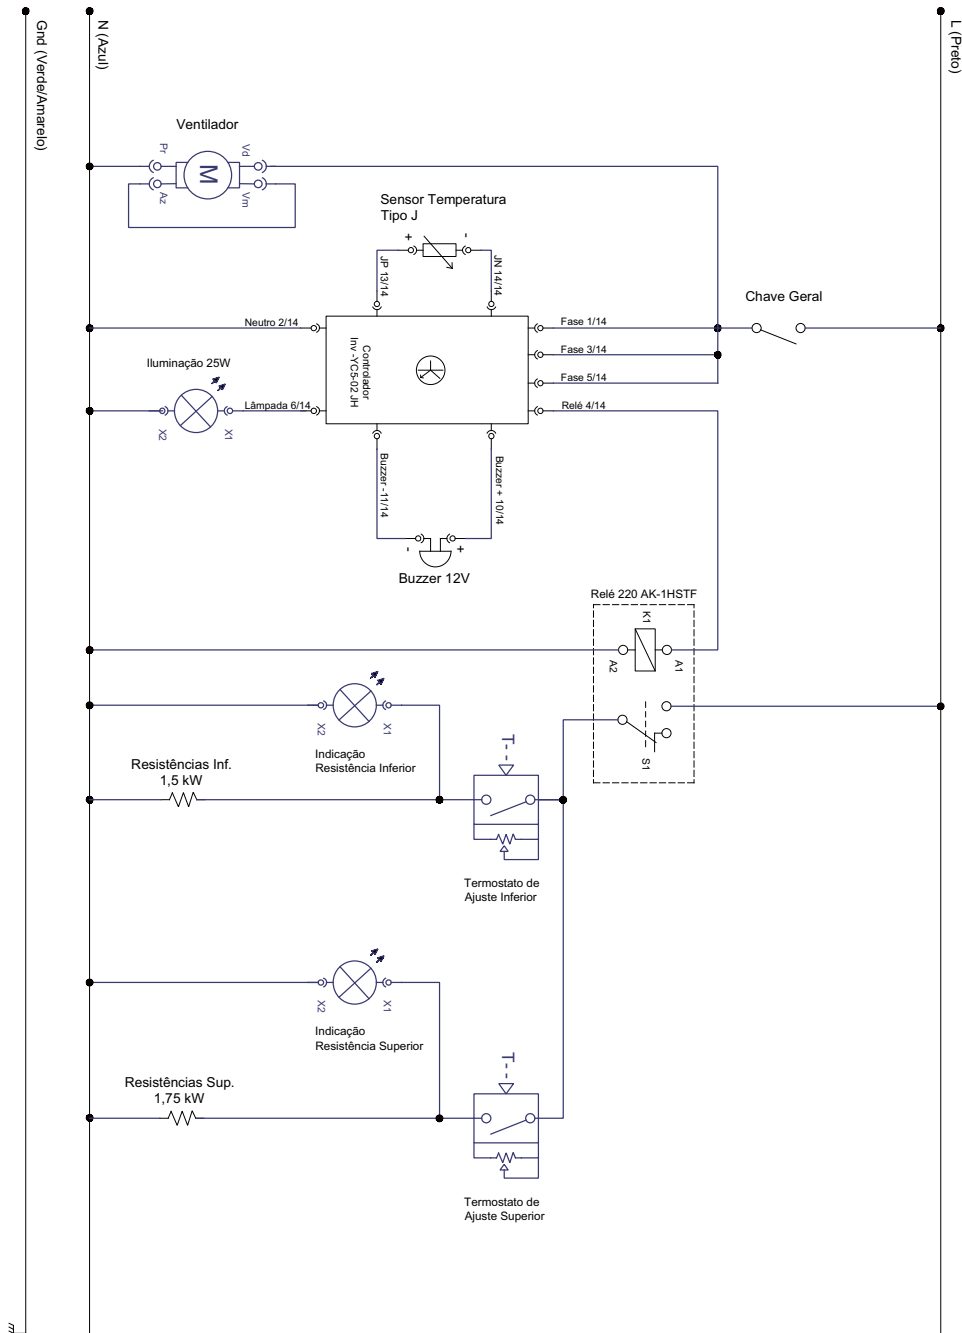 Gnd (Verde/Amarelo)
N (Azul)
L (Preto)
Ventilador
Pr
Vd
M
Az
Vm
Sensor Temperatura
Tipo J
+
-
JP 13/14
JN 14/14
Chave Geral
Neutro 2/14
Fase 1/14
Controlador
Inv -YC5-02 JH
Fase 3/14
Iluminação 25W
Fase 5/14
Lâmpada 6/14
Relé 4/14
X2
X1
Buzzer -11/14
Buzzer + 10/14
-
+
Buzzer 12V
Relé 220 AK-1HSTF
K1
A2
A1
S1
X2
X1
Indicação
Resistência Inferior
T
Resistências Inf.
1,5 kW
Termostato de
Ajuste Inferior
X2
X1
Indicação
Resistência Superior
T
Resistências Sup.
1,75 kW
Termostato de
Ajuste Superior